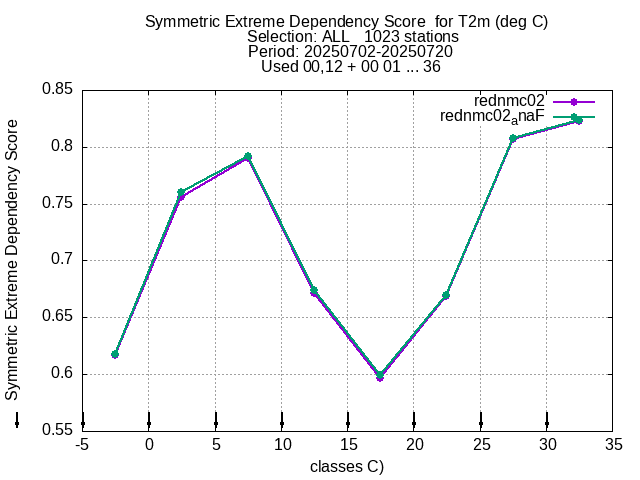 Symmetric Extreme Dependency Score  for T2m (deg C)
Selection: ALL   1023 stations
Period: 20250702-20250720
Used 00,12 + 00 01 ... 36
rednmc02
rednmc02anaF
0.85
0.8
0.75
0.7
0.65
0.6
0.55
Symmetric Extreme Dependency Score
-5 0 5 10 15 20 25 30 35
classes C)